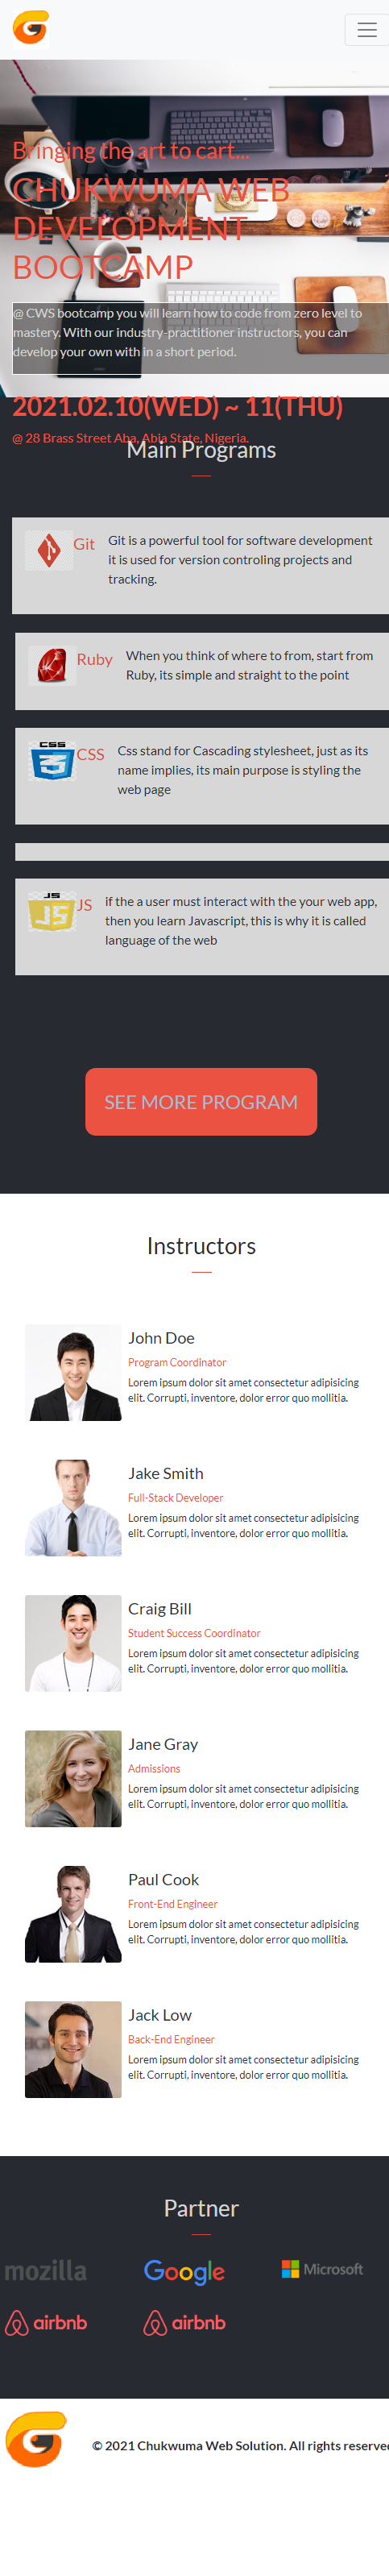 Bringing the art to cart...
CHUKWUMA WEB
DEVELOPMENT
BOOTCAMP
@ CWS bootcamp you will learn how to code from zero level to
mastery. With our industry-practitioner instructors, you can
develop your own with in a short period.
2021.02.10(WED) ~ 11(THU)
@ 28 Brass Street Aba, Abia State, Nigeria.
Main Programs
Git
Git is a powerful tool for software development
it is used for version controling projects and
tracking.
Ruby
When you think of where to from, start from
Ruby, its simple and straight to the point
CSS
CSS
Css stand for Cascading stylesheet, just as its
name implies, its main purpose is styling the
web page
JS
JS
JS
if the a user must interact with the your web app,
then you learn Javascript, this is why it is called
language of the web
SEE MORE PROGRAM
Instructors
John Doe
Program Coordinator
Lorem ipsum dolor sit amet consectetur adipisicing
elit. Corrupti, inventore, dolor error quo mollitia.
Jake Smith
Full-Stack Developer
Lorem ipsum dolor sit amet consectetur adipisicing
elit. Corrupti, inventore, dolor error quo mollitia.
Craig Bill
Student Success Coordinator
Lorem ipsum dolor sit amet consectetur adipisicing
elit. Corrupti, inventore, dolor error quo mollitia.
Jane Gray
Admissions
Lorem ipsum dolor sit amet consectetur adipisicing
elit. Corrupti, inventore, dolor error quo mollitia.
Paul Cook
Front-End Engineer
Lorem ipsum dolor sit amet consectetur adipisicing
elit. Corrupti, inventore, dolor error quo mollitia.
Jack Low
Back-End Engineer
Lorem ipsum dolor sit amet consectetur adipisicing
elit. Corrupti, inventore, dolor error quo mollitia.
Partner
mozilla
Google
Microsoft
airbnb
airbnb
© 2021 Chukwuma Web Solution. All rights reserve